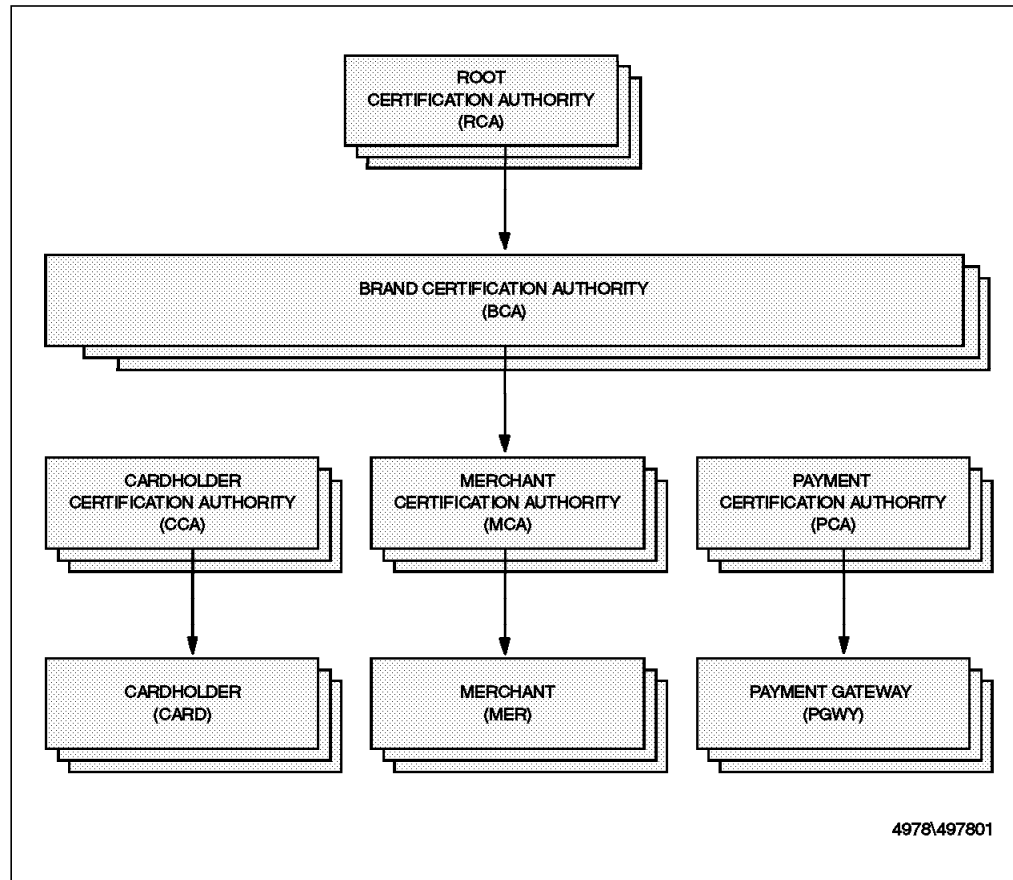 ROOT
CERTIFICATION AUTHORITY
(RCA)
BRAND CERTIFICATION AUTHORITY
(BCA)
CARDHOLDER
CERTIFICATION AUTHORITY
(CCA)
MERCHANT
CERTIFICATION AUTHORITY
(MCA)
PAYMENT
CERTIFICATION AUTHORITY
(PCA)
CARDHOLDER
(CARD)
MERCHANT
(MER)
PAYMENT GATEWAY
(PGWY)
4978\497801